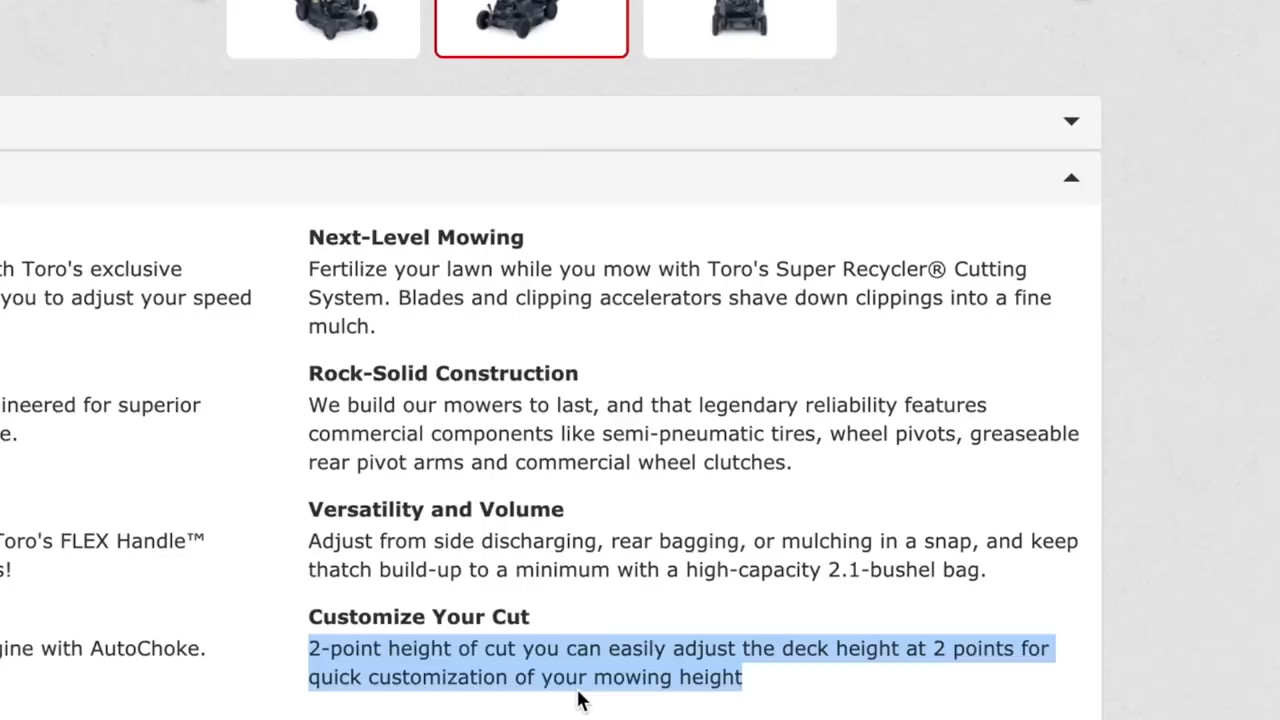 th Toro's exclusive
you to adjust your speed
ineered for superior
e.
Toro's FLEX Handle™
s!
gine with AutoChoke.
Next-Level Mowing
Fertilize your lawn while you mow with Toro's Super Recycler® Cutting
System. Blades and clipping accelerators shave down clippings into a fine
mulch.
Rock-Solid Construction
We build our mowers to last, and that legendary reliability features
commercial components like semi-pneumatic tires, wheel pivots, greaseable
rear pivot arms and commercial wheel clutches.
Versatility and Volume
Adjust from side discharging, rear bagging, or mulching in a snap, and keep
thatch build-up to a minimum with a high-capacity 2.1-bushel bag.
Customize Your Cut
2-point height of cut you can easily adjust the deck height at 2 points for
quick customization of your mowing height